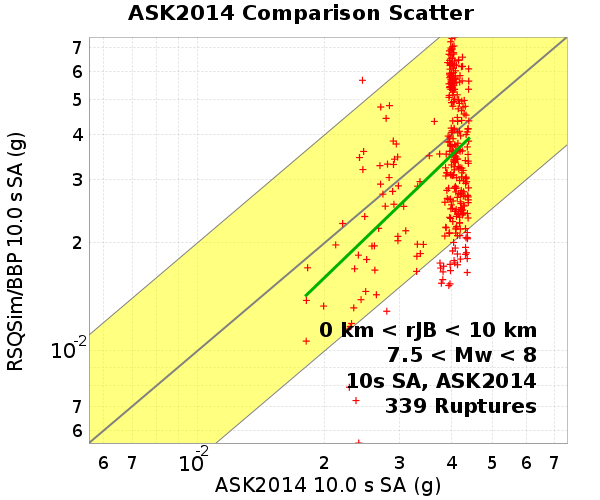 ASK2014 Comparison Scatter
RSQSim/BBP 10.0 s SA (g)
7
6
5
4
3
2
10^-2
7
6
0 km < rJB < 10 km
7.5 < Mw < 8
10s SA, ASK2014
339 Ruptures
6 7 10^-2 2 3 4 5 6 7
ASK2014 10.0 s SA (g)